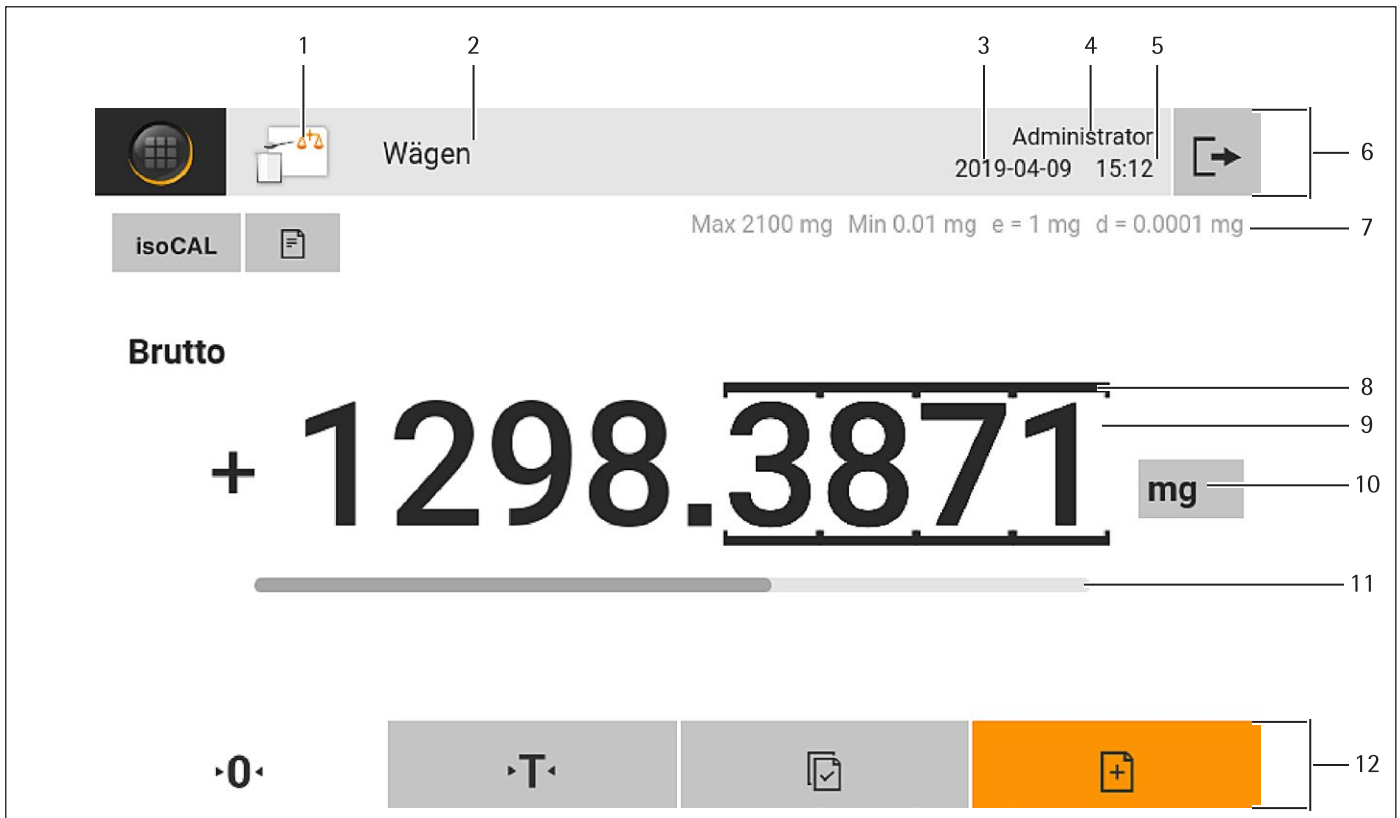 1 2 3 4 5
Wägen
Administrator
2019-04-09 15:12
6
isoCAL
Max 2100 mg Min 0.01 mg e = 1 mg d = 0.0001 mg
7
Brutto
8
+ 1298.3871
9
mg
10
11
0 T
12